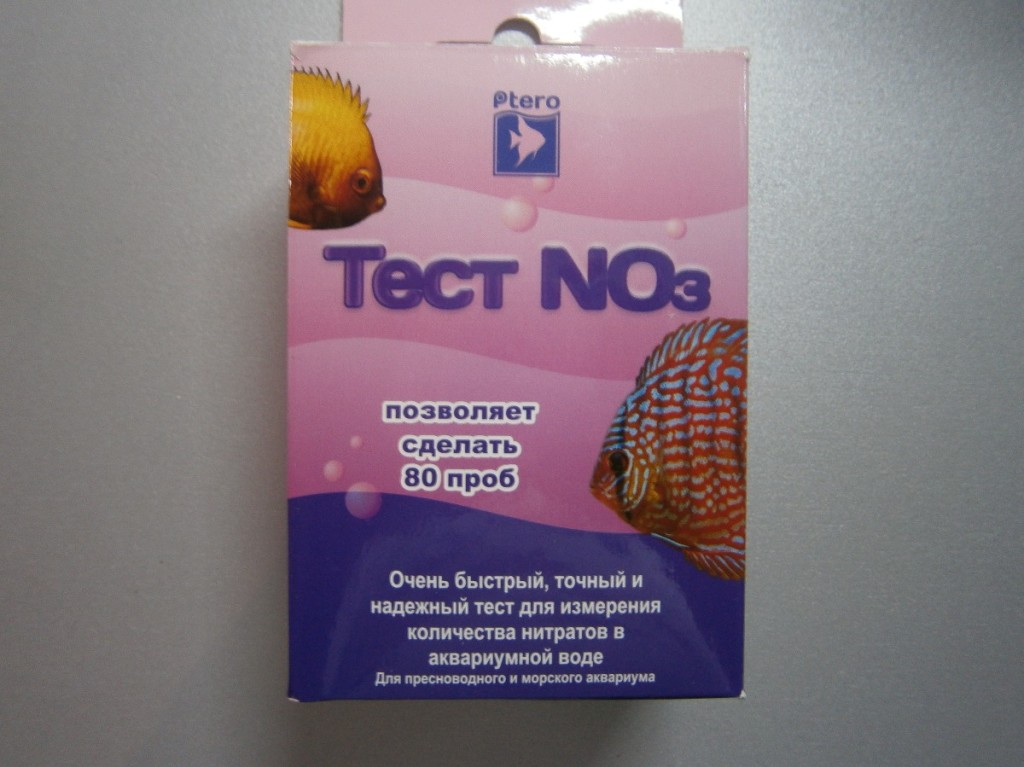 Ptero
Тест NO3
позволяет
сделать
80 проб
Очень быстрый, точный и
надежный тест для измерения
количества нитратов в
аквариумной воде
Для пресноводного и морского аквариума